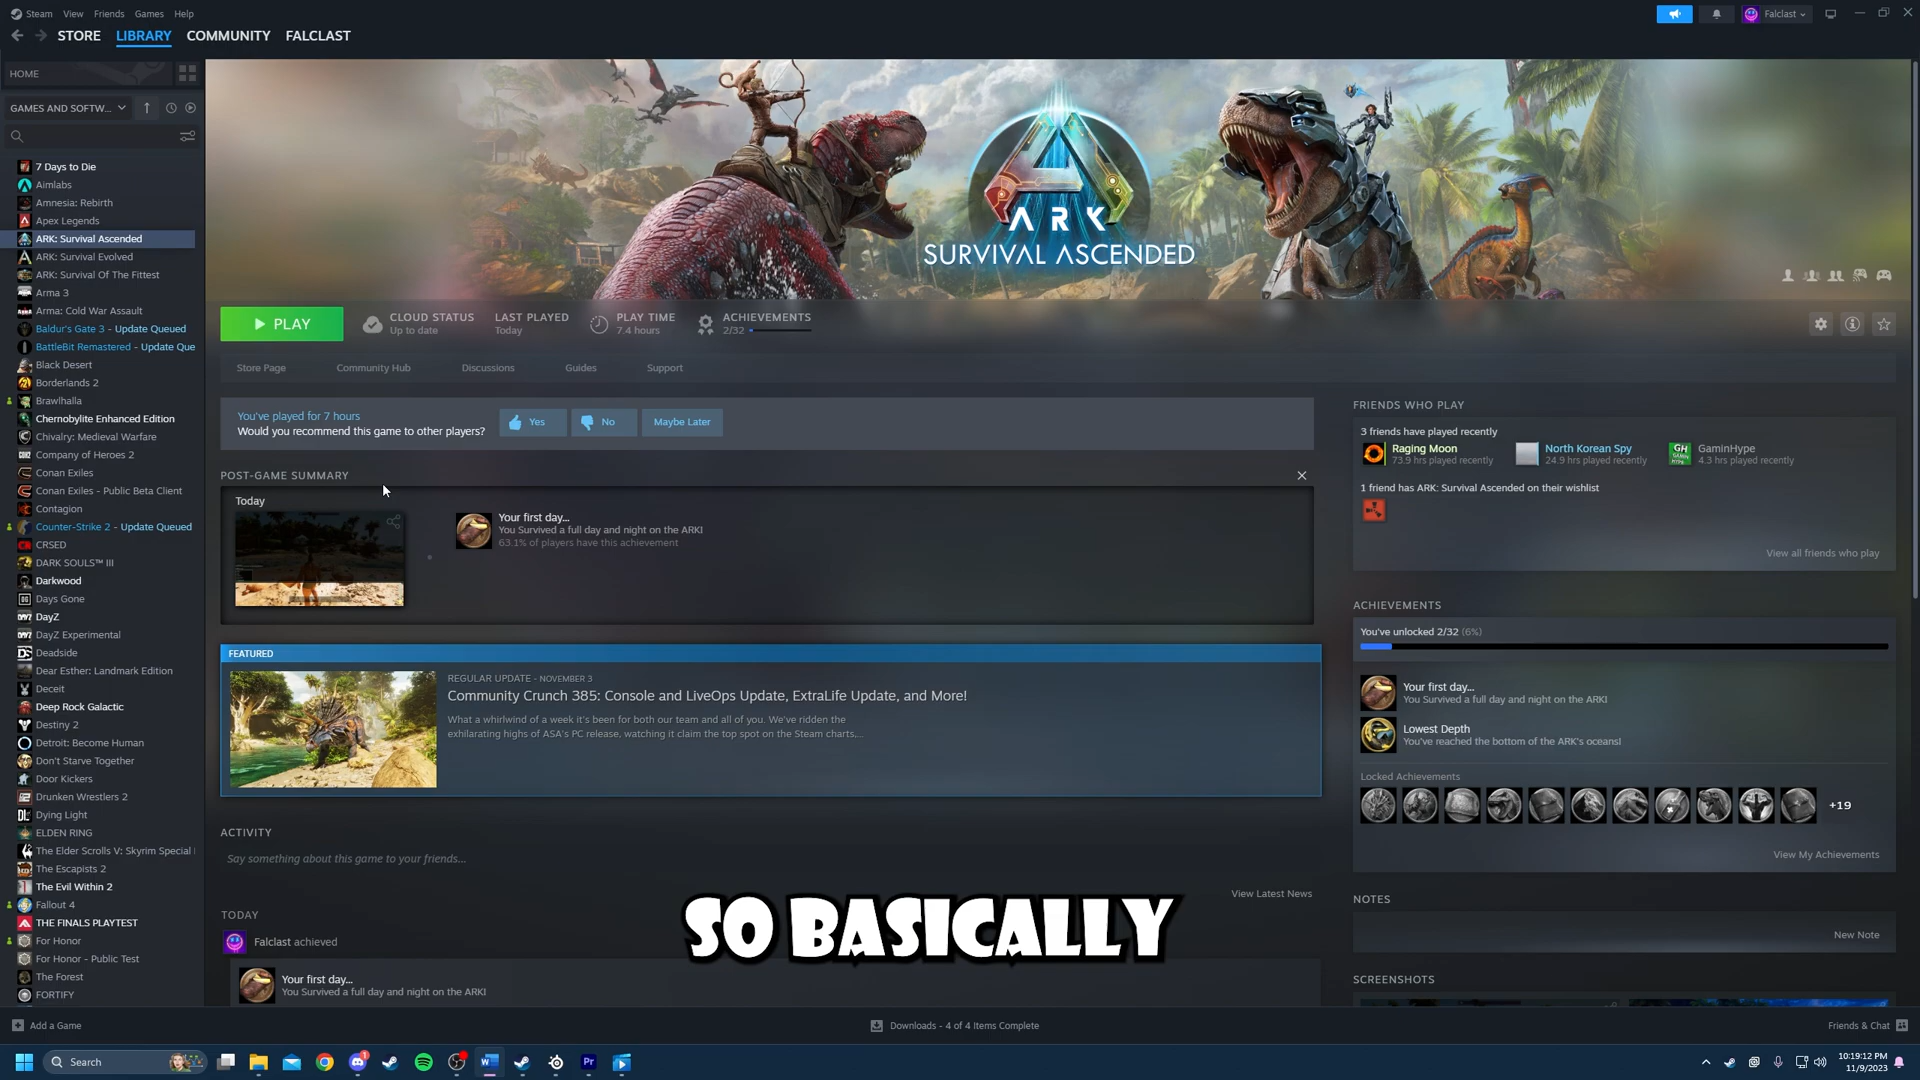 Steam View Friends Games Help
Falclast
STORE LIBRARY COMMUNITY FALCLAST
HOME
GAMES AND SOFTW...
7 Days to Die
Aimlabs
Amnesia: Rebirth
Apex Legends
ARK: Survival Ascended
ARK: Survival Evolved
ARK: Survival Of The Fittest
Arma 3
Arma: Cold War Assault
Baldur's Gate 3 - Update Queued
BattleBit Remastered - Update Que
Black Desert
Borderlands 2
Brawlhalla
Chernobylite Enhanced Edition
Chivalry: Medieval Warfare
Company of Heroes 2
Conan Exiles
Conan Exiles - Public Beta Client
Contagion
Counter-Strike 2 - Update Queued
CRSED
DARK SOULS™ III
Darkwood
Days Gone
DayZ
DayZ Experimental
Deadside
Dear Esther: Landmark Edition
Deceit
Deep Rock Galactic
Destiny 2
Detroit: Become Human
Don't Starve Together
Door Kickers
Drunken Wrestlers 2
Dying Light
ELDEN RING
The Elder Scrolls V: Skyrim Special
The Escapists 2
The Evil Within 2
Fallout 4
THE FINALS PLAYTEST
For Honor
For Honor - Public Test
The Forest
FORTIFY
ARK
SURVIVAL ASCENDED
PLAY
CLOUD STATUS
Up to date
LAST PLAYED
Today
PLAY TIME
7.4 hours
ACHIEVEMENTS
2/32
Store Page Community Hub Discussions Guides Support
You've played for 7 hours
Would you recommend this game to other players?
Yes No Maybe Later
POST-GAME SUMMARY
Today
Your first day...
You Survived a full day and night on the ARK!
63.1% of players have this achievement
FEATURED
REGULAR UPDATE - NOVEMBER 3
Community Crunch 385: Console and LiveOps Update, ExtraLife Update, and More!
What a whirlwind of a week it's been for both our team and all of you. We've ridden the
exhilarating highs of ASA's PC release, watching it claim the top spot on the Steam charts,...
ACTIVITY
Say something about this game to your friends...
View Latest News
TODAY
Falclast achieved
Your first day...
You Survived a full day and night on the ARK!
SO BASICALLY
FRIENDS WHO PLAY
3 friends have played recently
Raging Moon
73.9 hrs played recently
North Korean Spy
24.9 hrs played recently
GaminHype
4.3 hrs played recently
1 friend has ARK: Survival Ascended on their wishlist
View all friends who play
ACHIEVEMENTS
You've unlocked 2/32 (6%)
Your first day...
You Survived a full day and night on the ARK!
Lowest Depth
You've reached the bottom of the ARK's oceans!
Locked Achievements
+19
View My Achievements
NOTES
New Note
SCREENSHOTS
Add a Game
Downloads - 4 of 4 Items Complete
Friends & Chat
Search
10:19:12 PM
11/9/2023